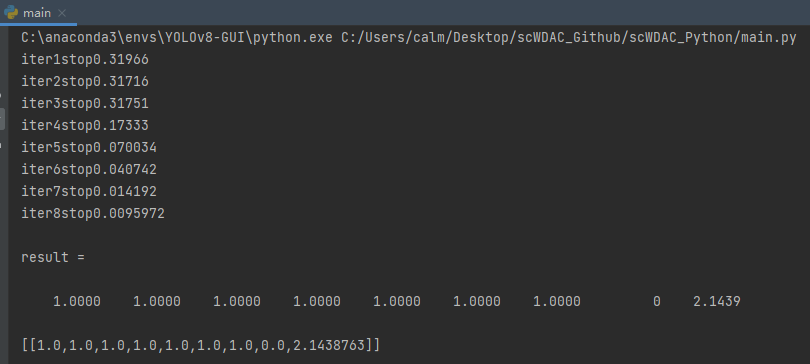 main
C:\anaconda3\envs\YOLOv8-GUI\python.exe C:/Users/calm/Desktop/scWDAC_Github/scWDAC_Python/main.py
iter1stop0.31966
iter2stop0.31716
iter3stop0.31751
iter4stop0.17333
iter5stop0.070034
iter6stop0.040742
iter7stop0.014192
iter8stop0.0095972
result =
1.0000 1.0000 1.0000 1.0000 1.0000 1.0000 1.0000 0 2.1439
[[1.0,1.0,1.0,1.0,1.0,1.0,1.0,0.0,2.1438763]]